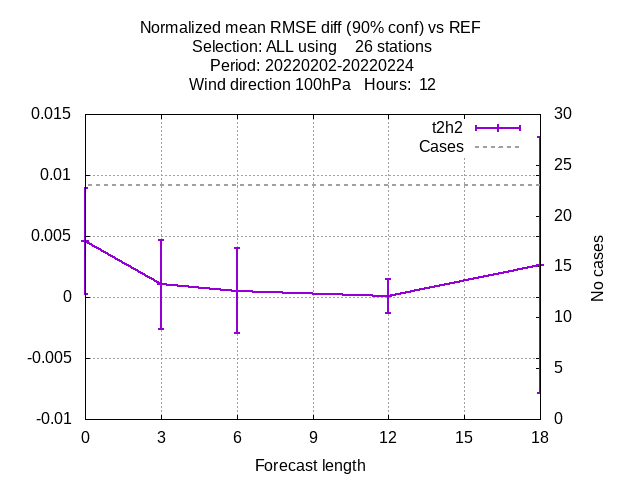 Normalized mean RMSE diff (90% conf) vs REF
Selection: ALL using    26 stations
Period: 20220202-20220224
Wind direction 100hPa   Hours:  12
t2h2
Cases
0.015
0.01
0.005
0
-0.005
-0.01
30
25
20
15
10
5
0
No cases
0 3 6 9 12 15 18
Forecast length